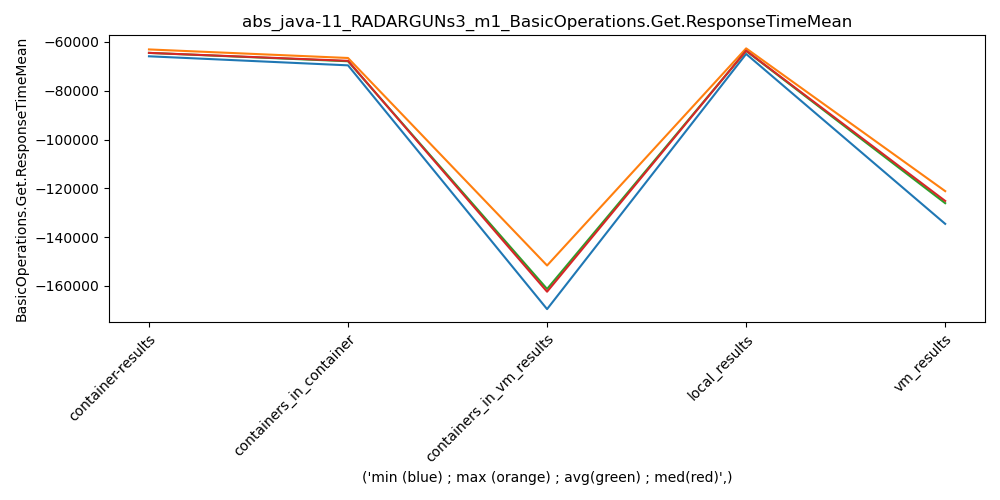 abs_java-11_RADARGUNs3_m1_BasicOperations.Get.ResponseTimeMean
BasicOperations.Get.ResponseTimeMean
−60000
−80000
−100000
−120000
−140000
−160000
container-results
containers_in_container
containers_in_vm_results
local_results
vm_results
('min (blue) ; max (orange) ; avg(green) ; med(red)',)